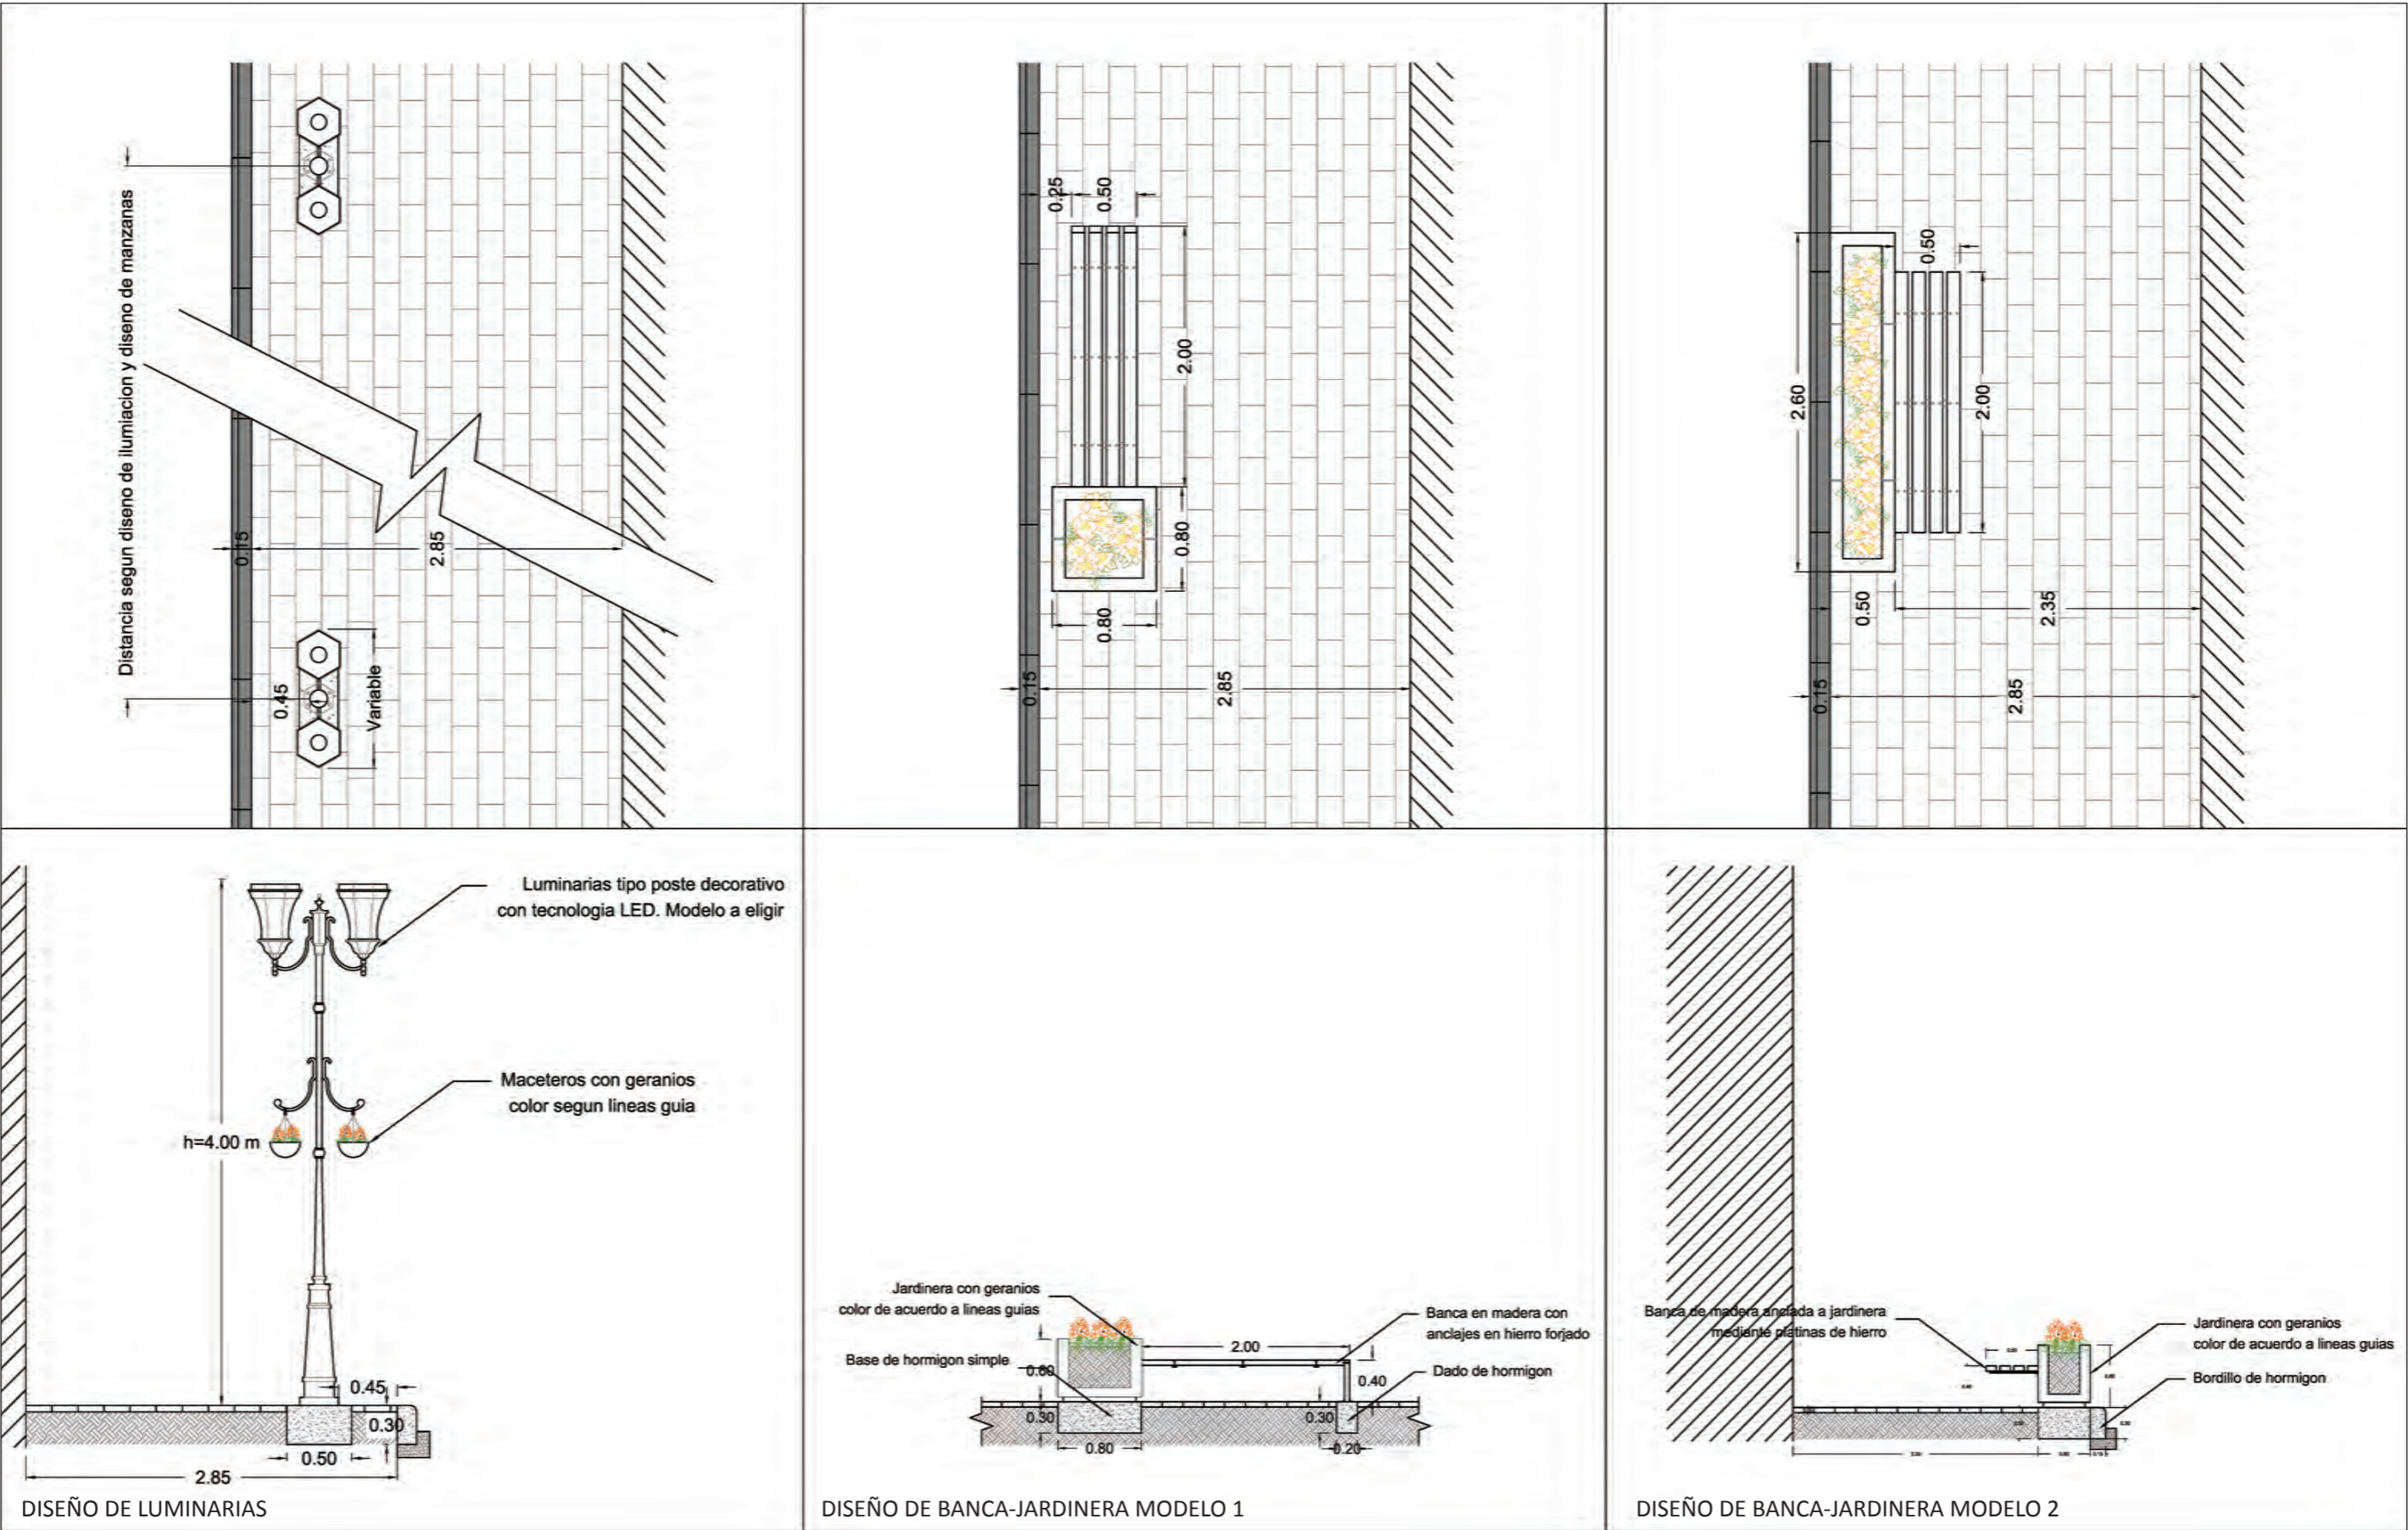 Distancia segun diseno de ilumiacion y diseno de manzanas
0.15
2.85
0.45
Variable
0.25
0.50
2.00
0.80
0.80
0.15
2.85
0.50
2.60
2.00
0.50
2.35
0.15
2.85
Luminarias tipo poste decorativo
con tecnologia LED. Modelo a eligir
Maceteros con geranios
color segun lineas guia
h=4.00 m
0.45
0.30
0.50
2.85
DISEÑO DE LUMINARIAS
Jardinera con geranios
color de acuerdo a lineas guias
Banca en madera con
anclajes en hierro forjado
2.00
Base de hormigon simple
0.60
Dado de hormigon
0.40
0.30
0.30
0.80
0.20
DISEÑO DE BANCA-JARDINERA MODELO 1
Banca de madera anclada a jardinera
mediante platinas de hierro
Jardinera con geranios
color de acuerdo a lineas guias
Bordillo de hormigon
DISEÑO DE BANCA-JARDINERA MODELO 2